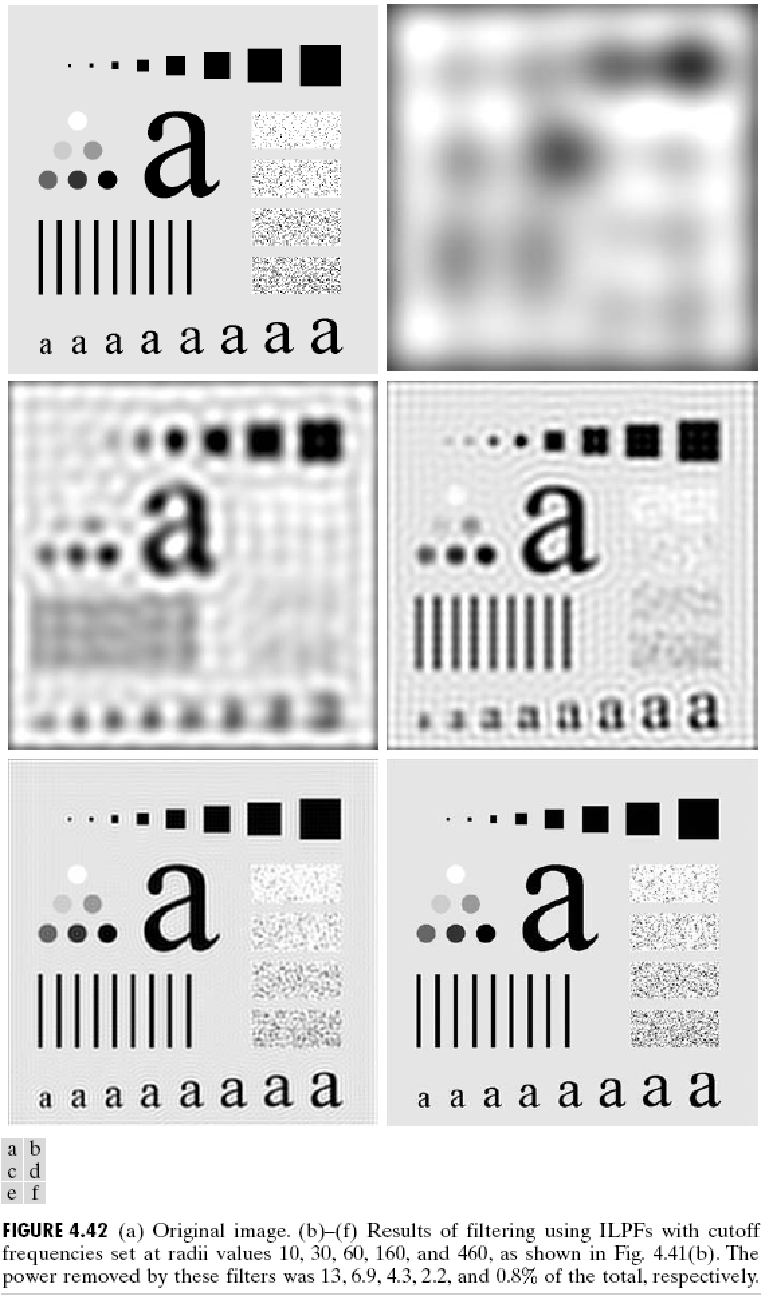 a
a a a a a a a a
a
a
a a a a a a a a
a
a
a a a a a a a a
a a a a a a a a
a b
c d
e f
FIGURE 4.42 (a) Original image. (b)–(f) Results of filtering using ILPFs with cutoff
frequencies set at radii values 10, 30, 60, 160, and 460, as shown in Fig. 4.41(b). The
power removed by these filters was 13, 6.9, 4.3, 2.2, and 0.8% of the total, respectively.